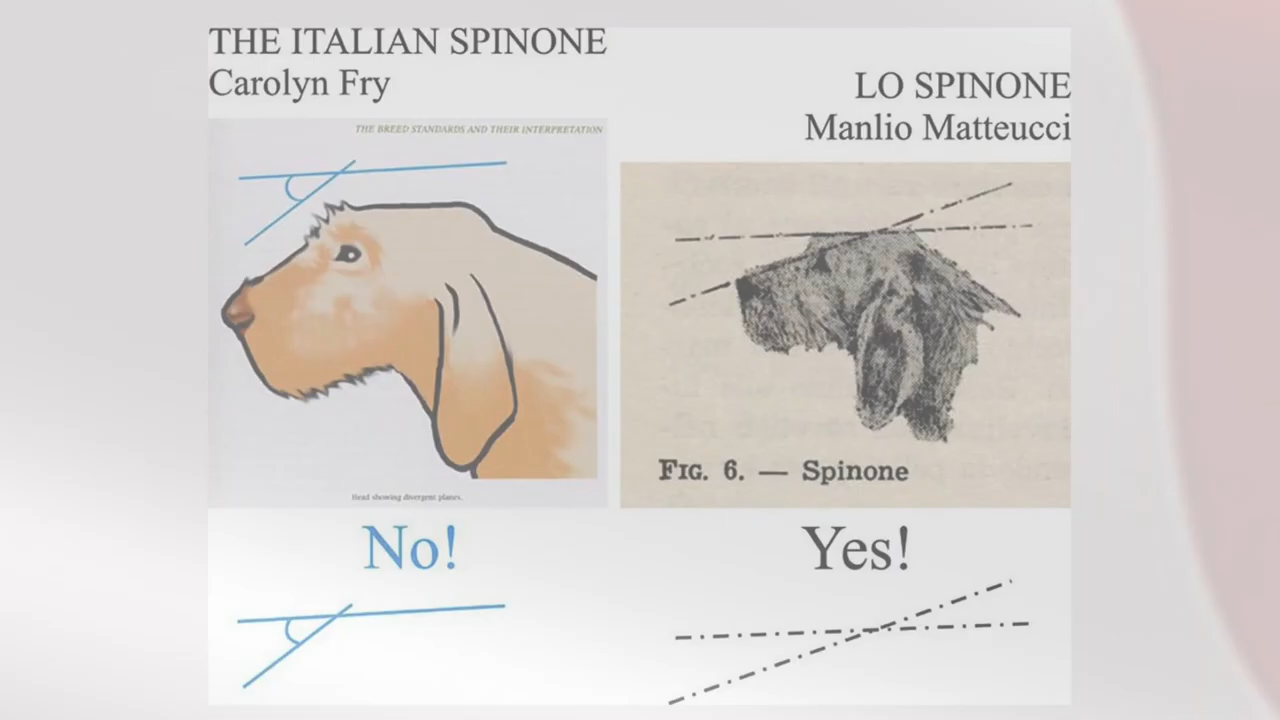 THE ITALIAN SPINONE
Carolyn Fry
LO SPINONE
Manlio Matteucci
THE BREED STANDARDS AND THEIR INTERPRETATION
Head showing divergent planes.
FIG. 6. — Spinone
No!
Yes!